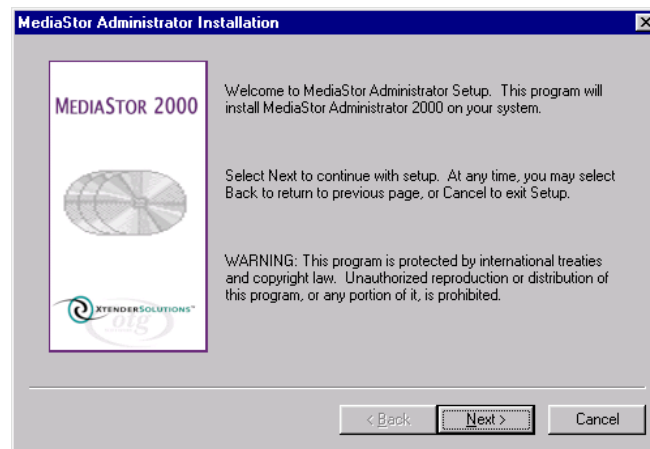 MediaStor Administrator Installation
MEDIASTOR 2000
Welcome to MediaStor Administrator Setup. This program will
install MediaStor Administrator 2000 on your system.
Select Next to continue with setup. At any time, you may select
Back to return to previous page, or Cancel to exit Setup.
WARNING: This program is protected by international treaties
and copyright law. Unauthorized reproduction or distribution of
this program, or any portion of it, is prohibited.
XTENDERSOLUTIONS™
otg
< Back
Next >
Cancel